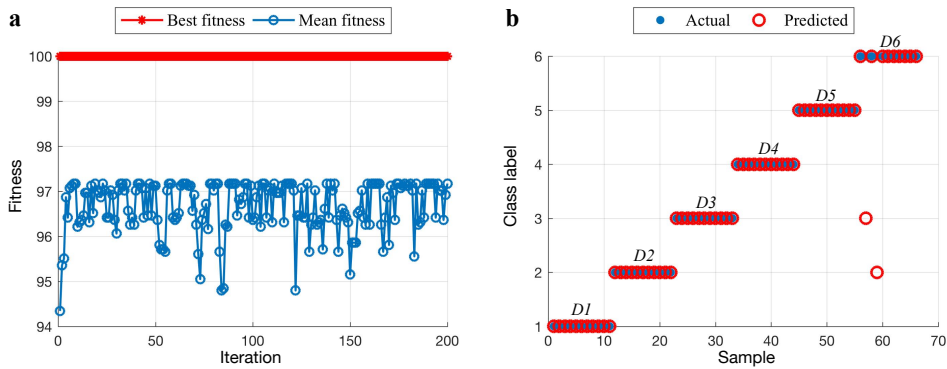 a
Best fitness
Mean fitness
Fitness
100
99
98
97
96
95
94
0
50
100
150
200
Iteration
b
Actual
Predicted
Class label
6
5
4
3
2
1
D1
D2
D3
D4
D5
D6
0
10
20
30
40
50
60
70
Sample